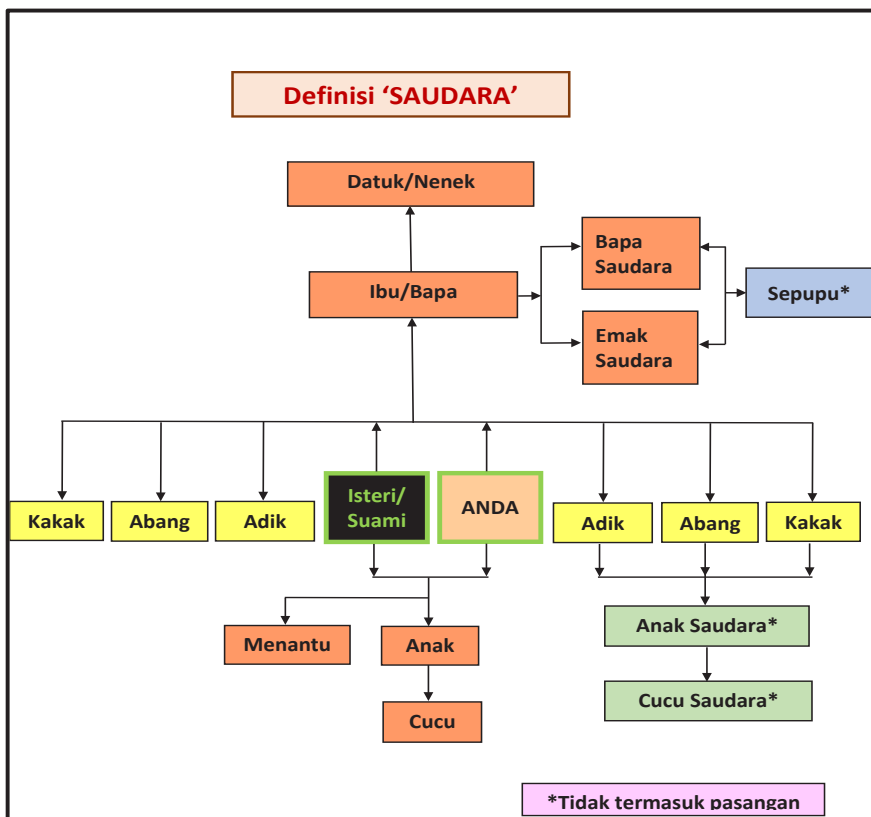 Definisi ‘SAUDARA’
Datuk/Nenek
Bapa
Saudara
Ibu/Bapa
Sepupu*
Emak
Saudara
Kakak
Abang
Adik
Isteri/
Suami
ANDA
Adik
Abang
Kakak
Menantu
Anak
Anak Saudara*
Cucu
Cucu Saudara*
*Tidak termasuk pasangan